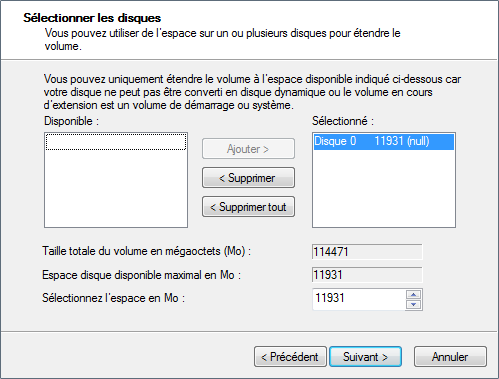 Sélectionner les disques
Vous pouvez utiliser de l'espace sur un ou plusieurs disques pour étendre le
volume.
Vous pouvez uniquement étendre le volume à l'espace disponible indiqué ci-dessous car
votre disque ne peut pas être converti en disque dynamique ou le volume en cours
d'extension est un volume de démarrage ou système.
Disponible :
Sélectionné :
Ajouter >
Disque 0 11931 (null)
< Supprimer
< Supprimer tout
Taille totale du volume en mégaoctets (Mo) : 114471
Espace disque disponible maximal en Mo : 11931
Sélectionnez l'espace en Mo : 11931
< Précédent Suivant > Annuler